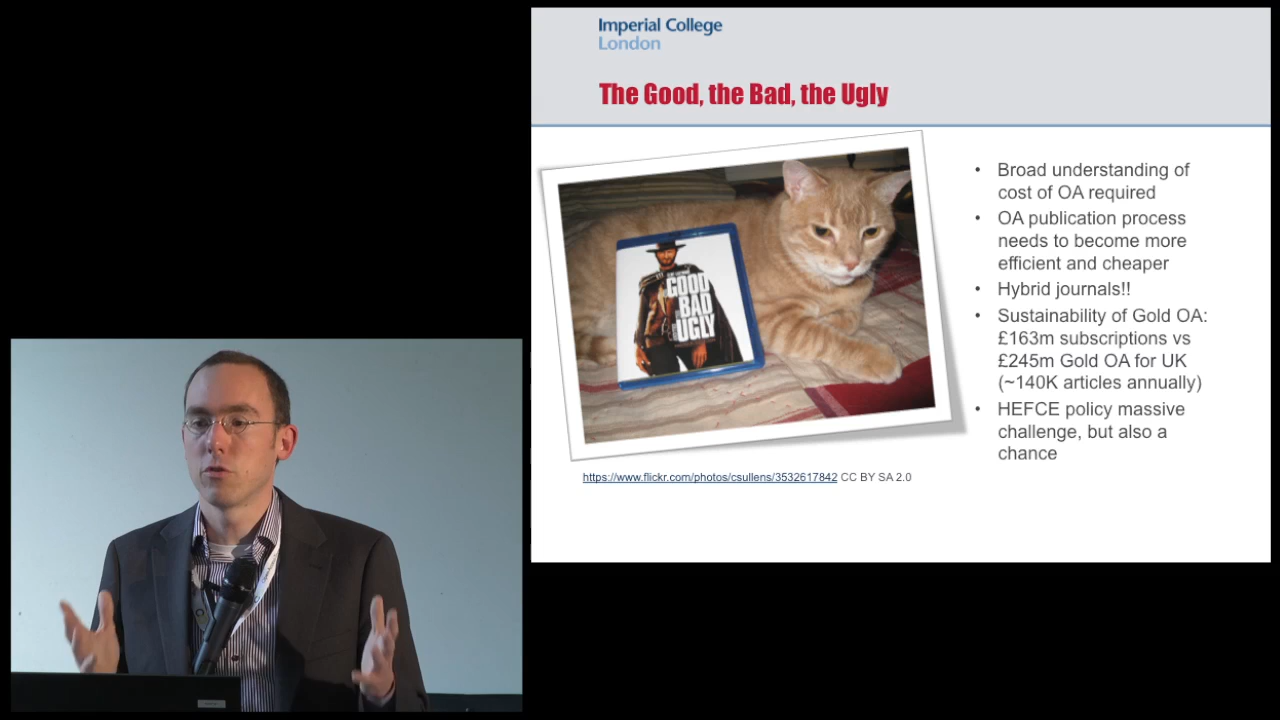 Imperial College
London
The Good, the Bad, the Ugly
GOOD
BAD
UGLY
https://www.flickr.com/photos/csullens/3532617842 CC BY SA 2.0
• Broad understanding of
cost of OA required
• OA publication process
needs to become more
efficient and cheaper
• Hybrid journals!!
• Sustainability of Gold OA:
£163m subscriptions vs
£245m Gold OA for UK
(~140K articles annually)
• HEFCE policy massive
challenge, but also a
chance